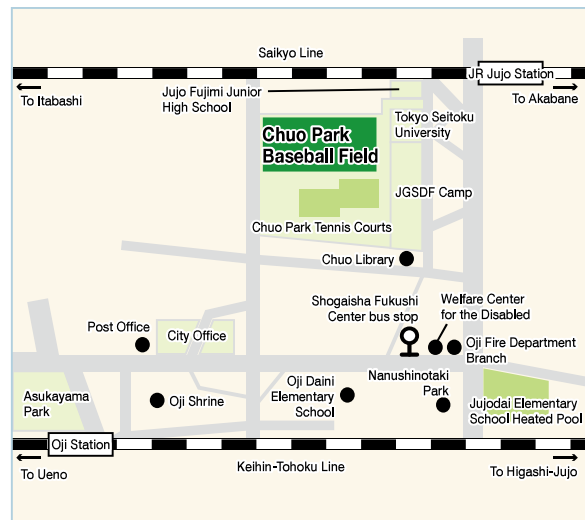 Saikyo Line
JR Jujo Station
To Itabashi
Jujo Fujimi Junior
High School
To Akabane
Tokyo Seitoku
University
Chuo Park
Baseball Field
JGSDF Camp
Chuo Park Tennis Courts
Chuo Library
Shogaisha Fukushi
Center bus stop
Welfare Center
for the Disabled
Post Office
City Office
Oji Fire Department
Branch
Asukayama
Park
Oji Shrine
Oji Daini
Elementary
School
Nanushinotaki
Park
Jujodai Elementary
School Heated Pool
Oji Station
To Ueno
Keihin-Tohoku Line
To Higashi-Jujo